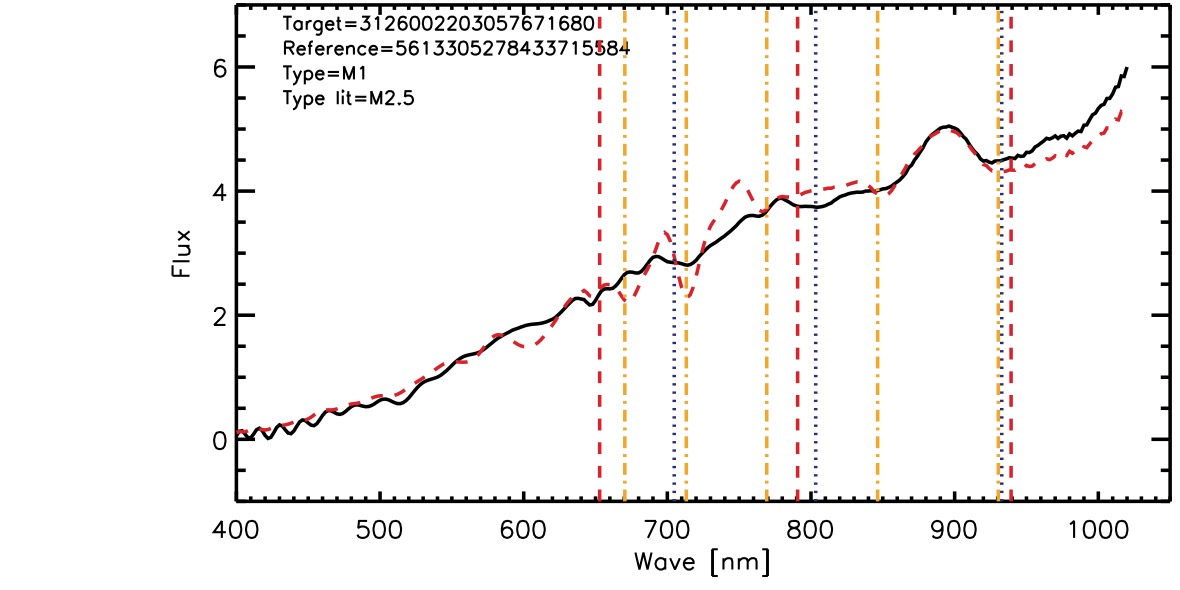 Target=3126002203057671680
Reference=5613305278433715584
Type=M1
Type lit=M2.5
6
4
2
0
Flux
400 500 600 700 800 900 1000
Wave [nm]